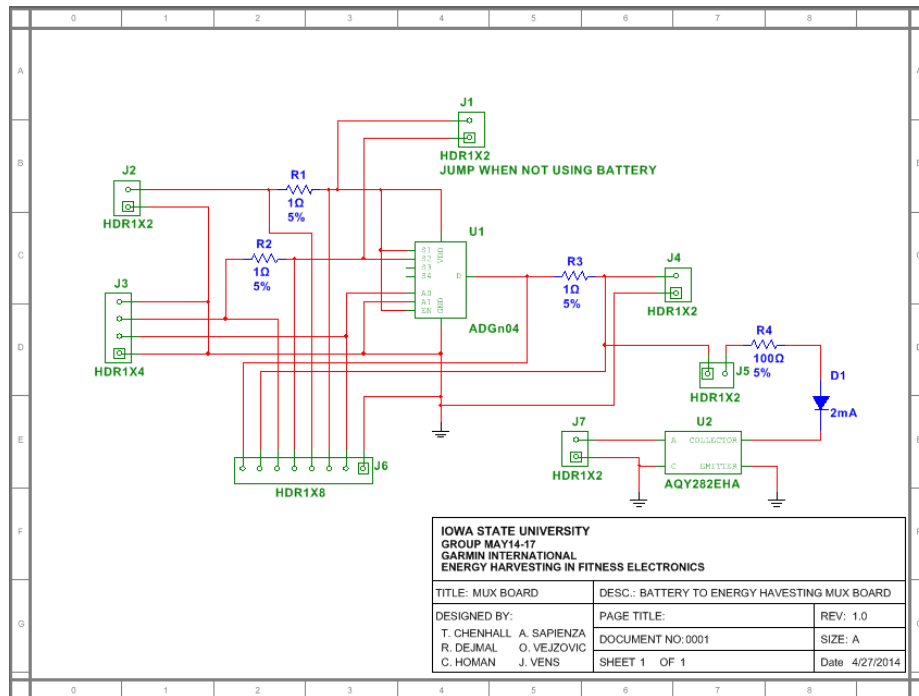 0 1 2 3 4 5 6 7 8
A A
J1
HDR1X2
JUMP WHEN NOT USING BATTERY
B B
J2
HDR1X2
R1
1Ω
5%
U1
S1
S2
S3
S4
A0
A1
EN
VDD
GND
D
ADGn04
C C
R2
1Ω
5%
R3
1Ω
5%
J4
HDR1X2
J3
HDR1X4
D D
R4
100Ω
5%
J5
HDR1X2
D1
2mA
E E
J7
HDR1X2
U2
A COLLECTOR
C EMITTER
AQY282EHA
J6
HDR1X8
F F
IOWA STATE UNIVERSITY
GROUP MAY14-17
GARMIN INTERNATIONAL
ENERGY HARVESTING IN FITNESS ELECTRONICS
TITLE: MUX BOARD DESC.: BATTERY TO ENERGY HAVESTING MUX BOARD
DESIGNED BY: PAGE TITLE: REV: 1.0
T. CHENHALL A. SAPIENZA
R. DEJMAL O. VEJZOVIC
C. HOMAN J. VENS
DOCUMENT NO:0001 SIZE: A
SHEET 1 OF 1 Date 4/27/2014
G G
0 1 2 3 4 5 6 7 8